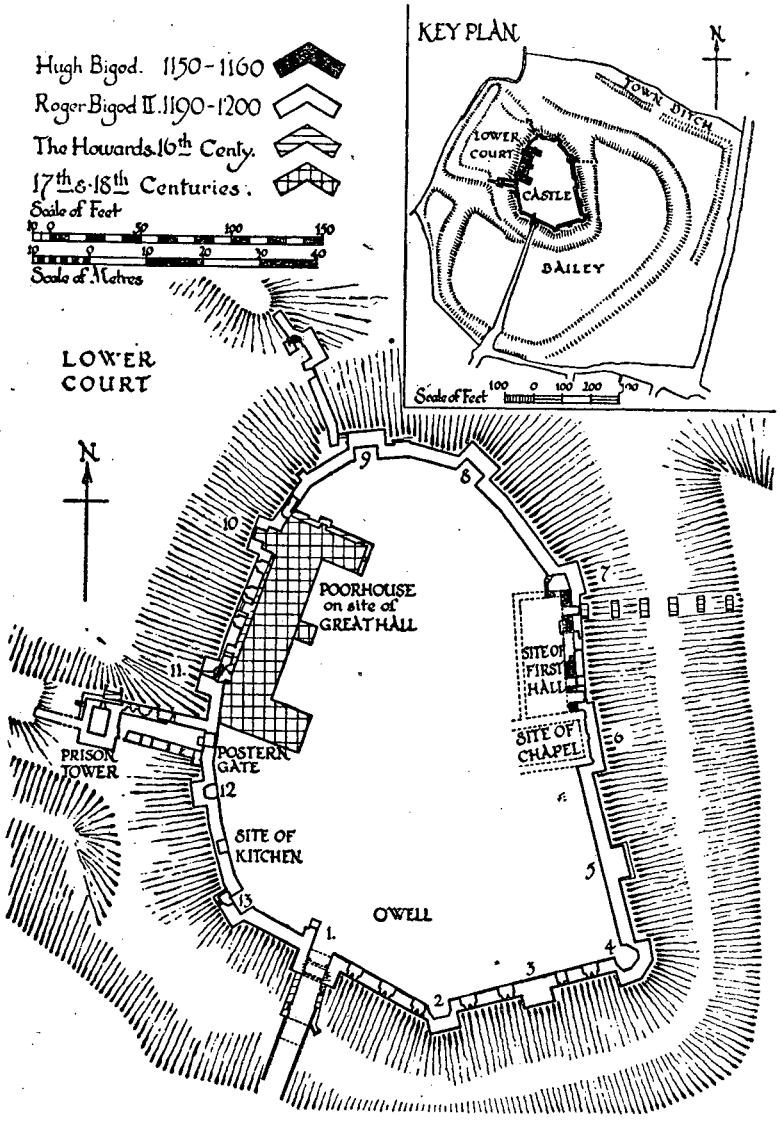 Hugh Bigod. 1150-1160
Roger Bigod II. 1190-1200
The Howards. 16th Centy.
17th & 18th Centuries.
Scale of Feet
10 0 50 100 150
10 0 10 20 30 40
Scale of Metres
KEY PLAN
N
TOWN DITCH
LOWER
COURT
CASTLE
BAILEY
Scale of Feet 100 0 100 200
LOWER
COURT
N
9
8
10
7
POORHOUSE
on site of
GREAT HALL
11.
SITE OF
FIRST
HALL
PRISON
TOWER
POSTERN
GATE
SITE OF
CHAPEL
6
12
SITE OF
KITCHEN
5
13
O WELL
1.
4
3
2